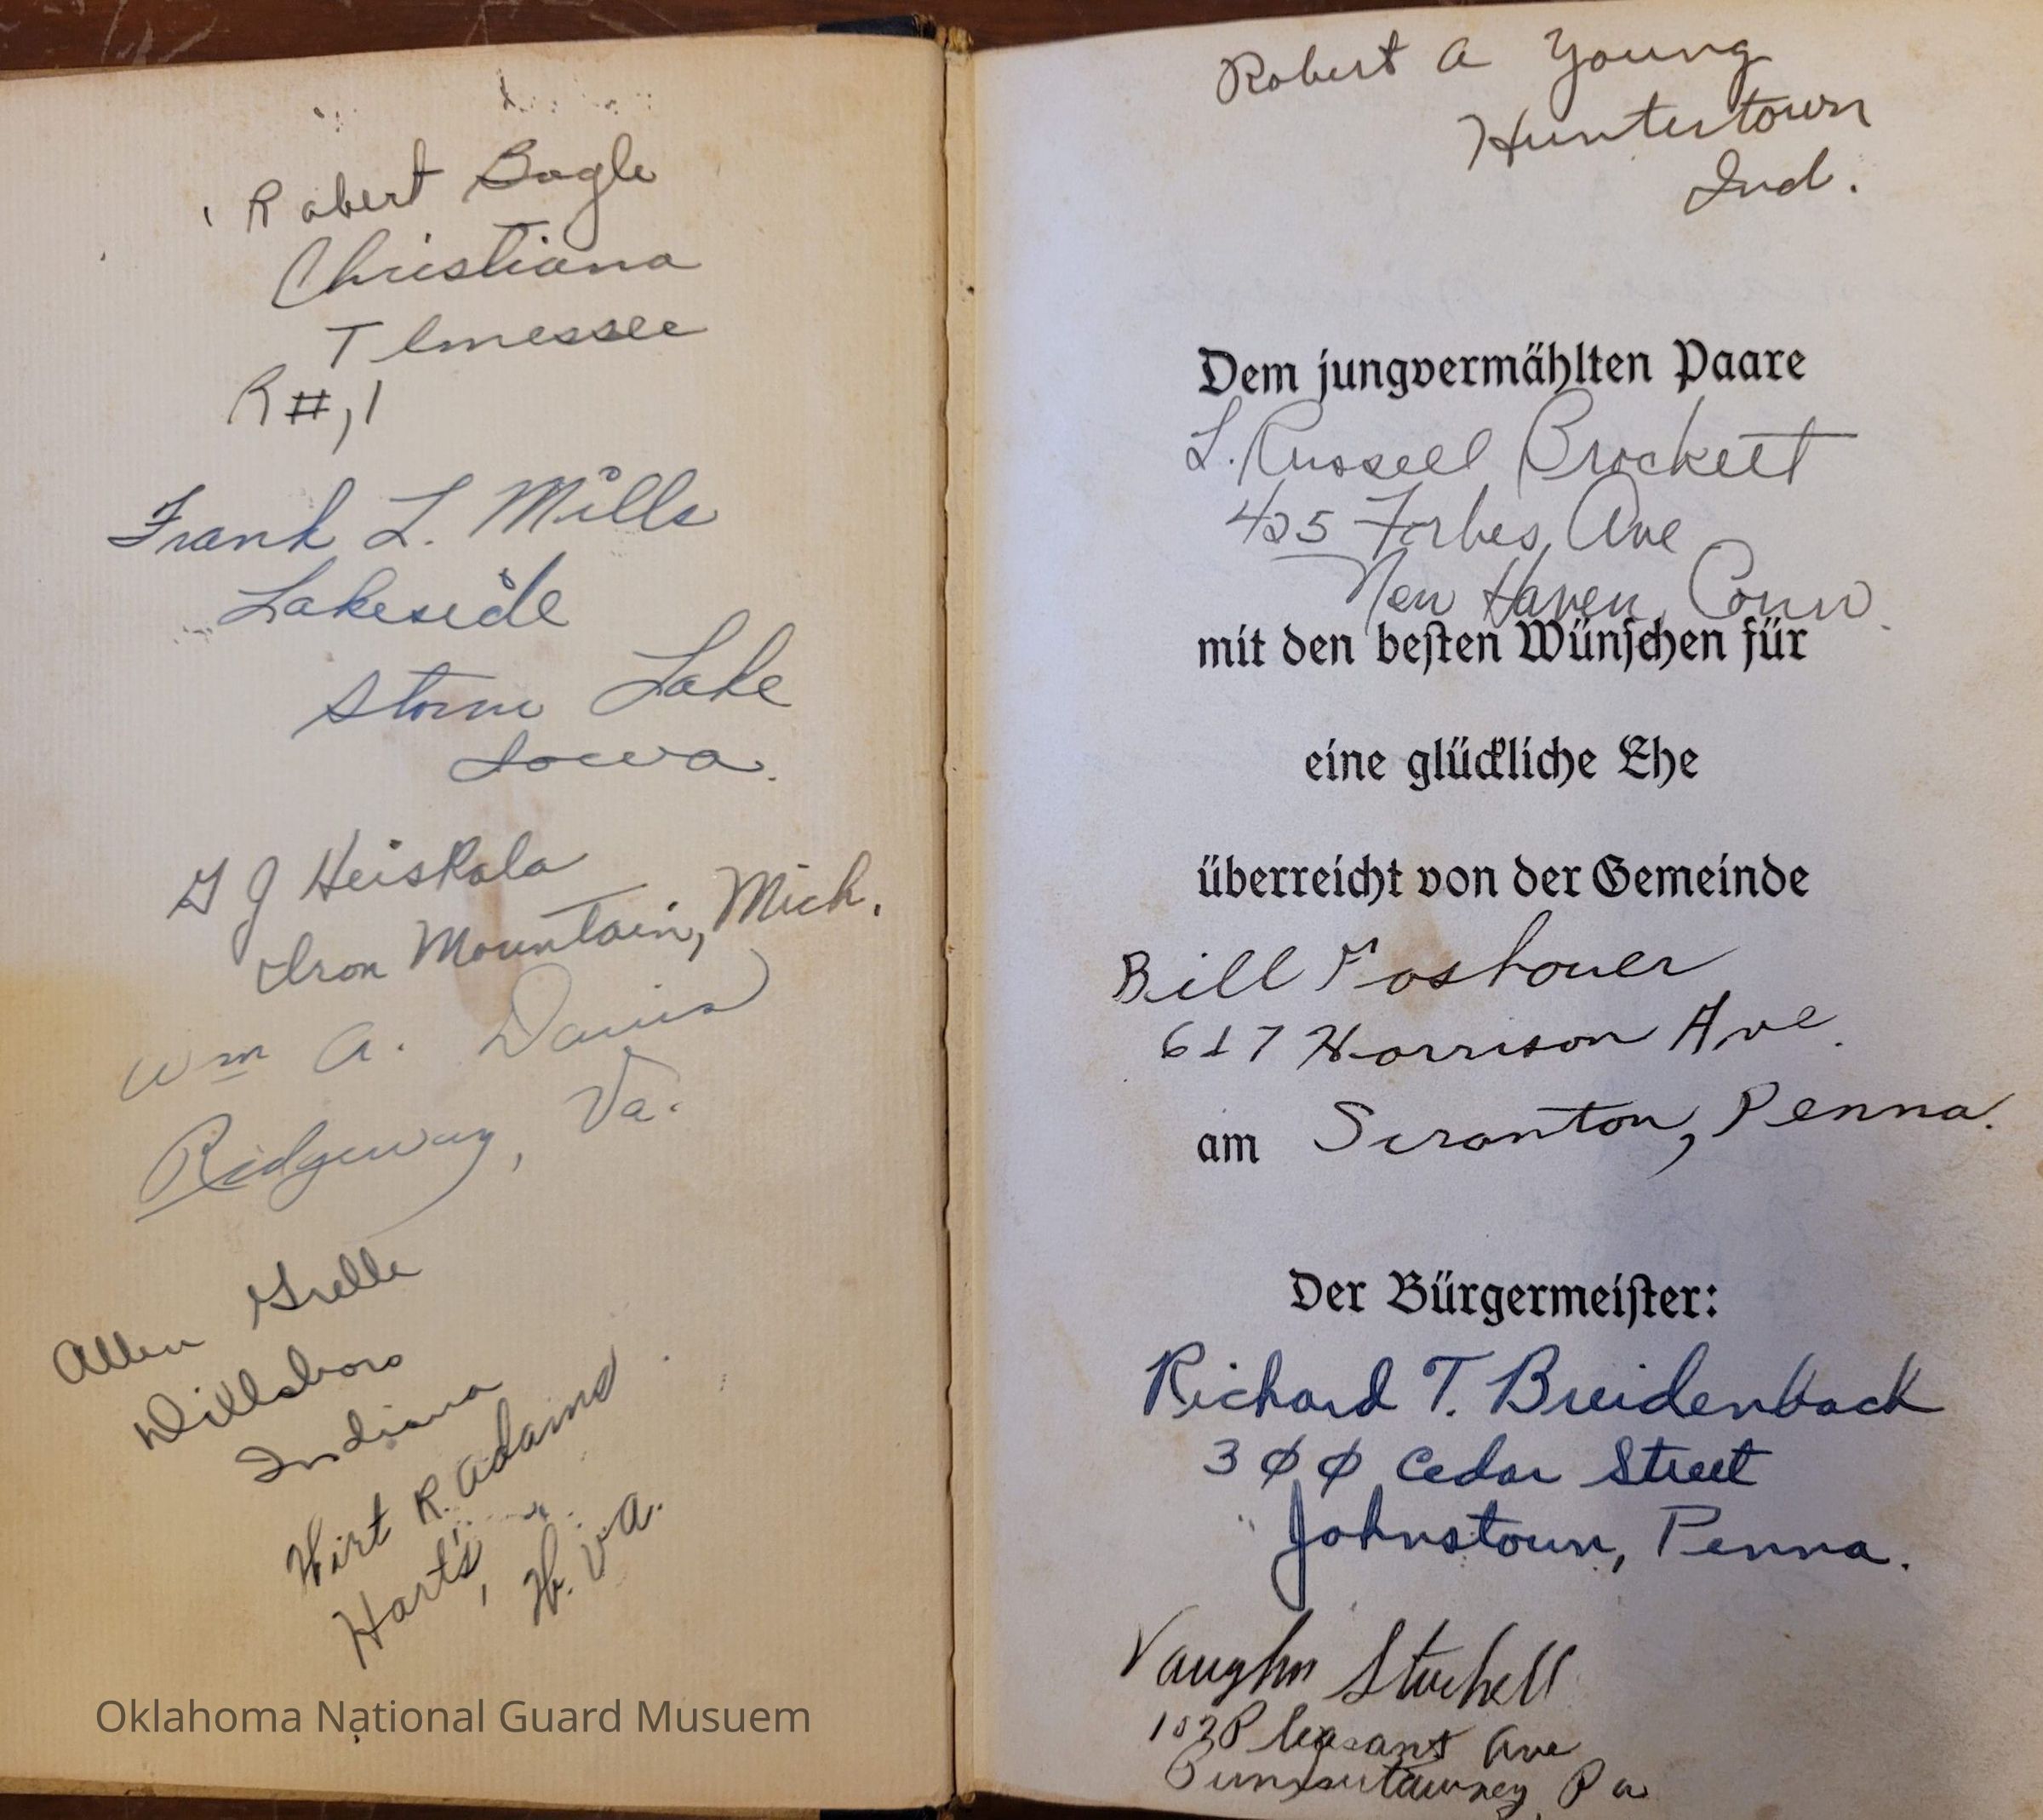 Robert Bogle
Christiana
Tennessee
R#,1
Frank L. Mills
Lakeside
Storm Lake
Iowa.
G J Heiskala
Iron Mountain, Mich.
Wm A. Davis
Ridgeway, Va.
Allen Grelle
Dillsboro
Indiana
Wirt R. Adams
Harts, W. Va.
Oklahoma National Guard Musuem
Robert A Young
Huntertown
Ind.
Dem jungvermählten Paare
L. Russell Brockett
425 Forbes Ave
New Haven, Conn.
mit den besten Wünschen für
eine glückliche Ehe
überreicht von der Gemeinde
Bill Foshouer
617 Harrison Ave.
am Scranton, Penna.
Der Bürgermeister:
Richard T. Breidenback
300 Cedar Street
Johnstown, Penna.
Vaughn Stuchell
Pleasant Ave
Punxsutawney, Pa